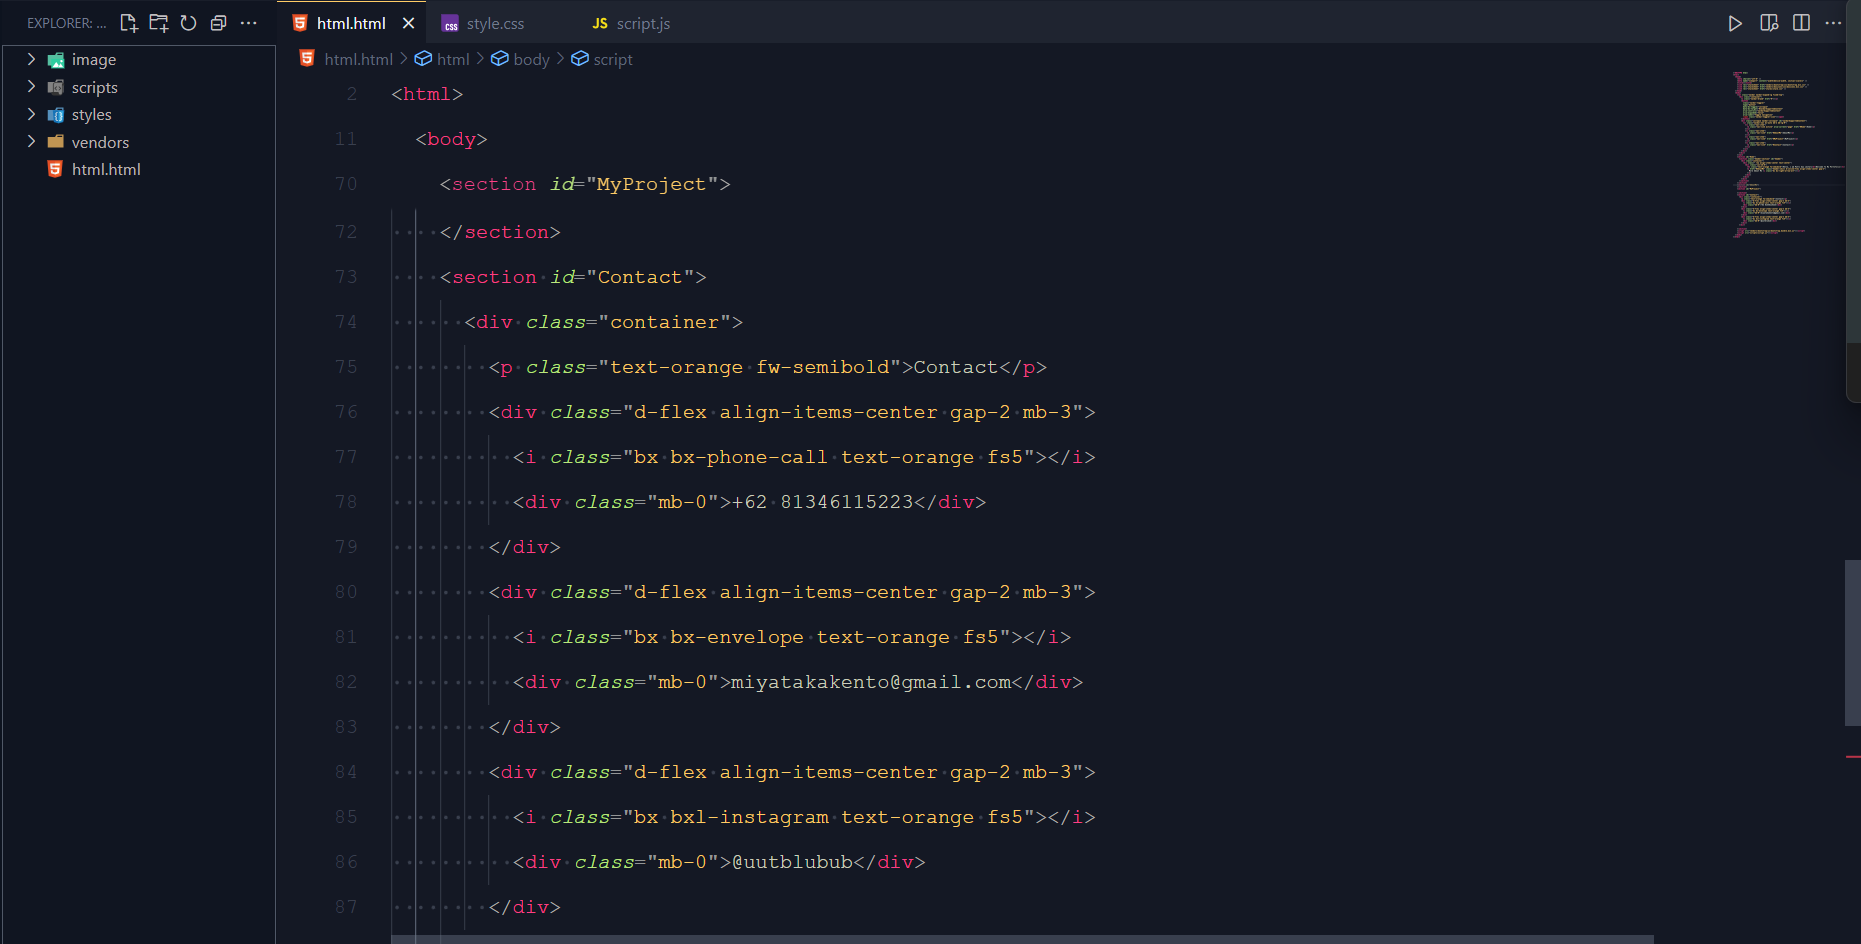 EXPLORER: ...
image
scripts
styles
vendors
html.html
html.html
style.css
JS script.js
html.html > html > body > script
2 <html>
11 <body>
70 <section id="MyProject">
72 </section>
73 <section id="Contact">
74 <div class="container">
75 <p class="text-orange fw-semibold">Contact</p>
76 <div class="d-flex align-items-center gap-2 mb-3">
77 <i class="bx bx-phone-call text-orange fs5"></i>
78 <div class="mb-0">+62 81346115223</div>
79 </div>
80 <div class="d-flex align-items-center gap-2 mb-3">
81 <i class="bx bx-envelope text-orange fs5"></i>
82 <div class="mb-0">miyatakakento@gmail.com</div>
83 </div>
84 <div class="d-flex align-items-center gap-2 mb-3">
85 <i class="bx bxl-instagram text-orange fs5"></i>
86 <div class="mb-0">@uutblubub</div>
87 </div>